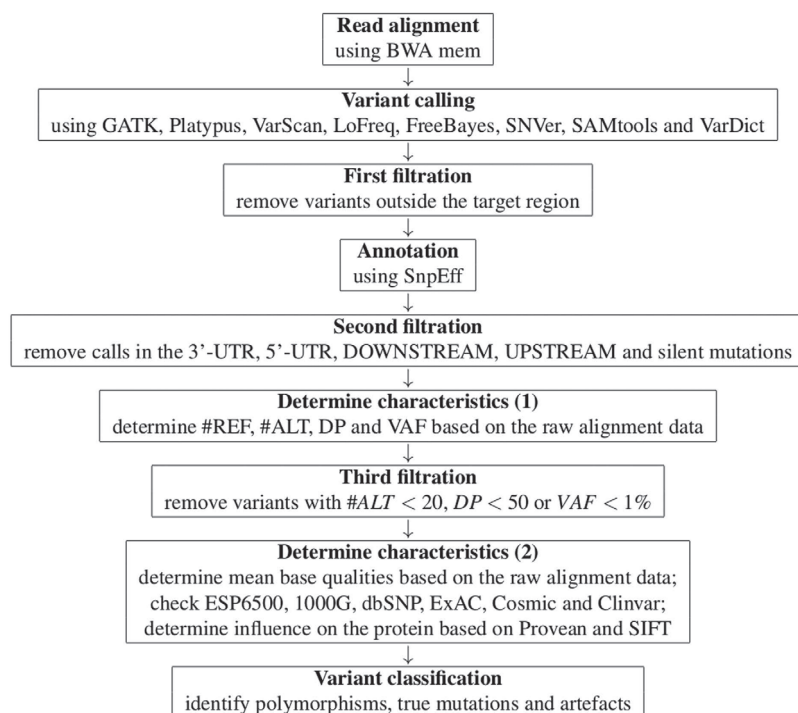 Read alignment
using BWA mem
↓
Variant calling
using GATK, Platypus, VarScan, LoFreq, FreeBayes, SNVer, SAMtools and VarDict
↓
First filtration
remove variants outside the target region
↓
Annotation
using SnpEff
↓
Second filtration
remove calls in the 3’-UTR, 5’-UTR, DOWNSTREAM, UPSTREAM and silent mutations
↓
Determine characteristics (1)
determine #REF, #ALT, DP and VAF based on the raw alignment data
↓
Third filtration
remove variants with #ALT < 20, DP < 50 or VAF < 1%
↓
Determine characteristics (2)
determine mean base qualities based on the raw alignment data;
check ESP6500, 1000G, dbSNP, ExAC, Cosmic and Clinvar;
determine influence on the protein based on Provean and SIFT
↓
Variant classification
identify polymorphisms, true mutations and artefacts